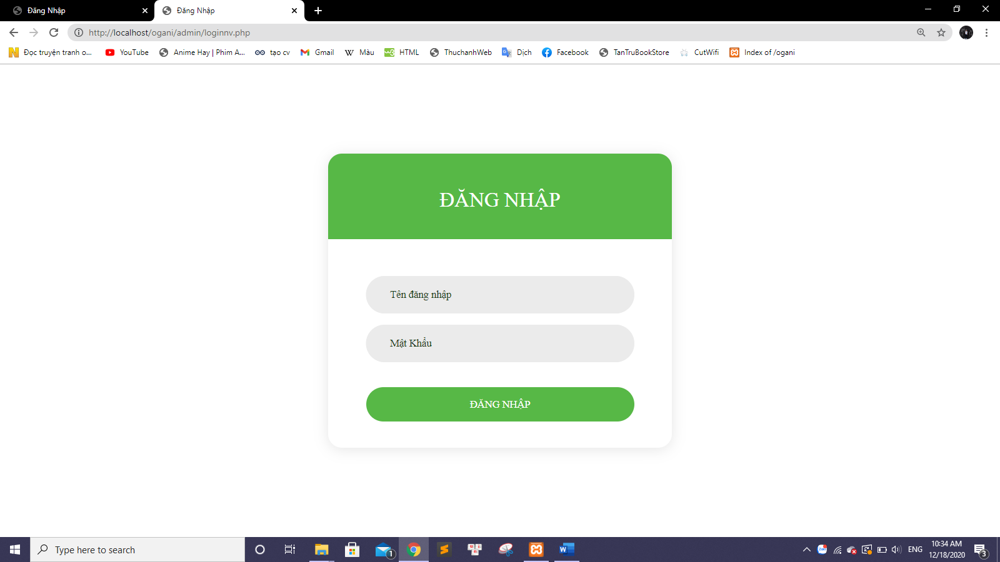 Đăng Nhập
Đăng Nhập
http://localhost/ogani/admin/loginnv.php
Đọc truyện tranh o... YouTube Anime Hay | Phim A... tạo cv Gmail Màu HTML ThuchanhWeb Dịch Facebook TanTruBookStore CutWifi Index of /ogani
ĐĂNG NHẬP
Tên đăng nhập
Mật Khẩu
ĐĂNG NHẬP
Type here to search
1
ENG
10:34 AM
12/18/2020
3